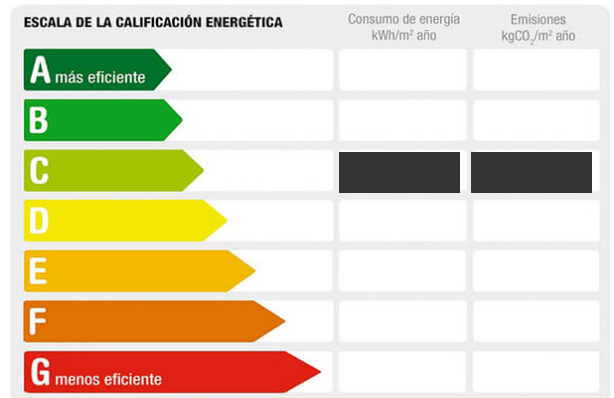 ESCALA DE LA CALIFICACIÓN ENERGÉTICA
Consumo de energía
kWh/m² año
Emisiones
kgCO₂/m² año
A más eficiente
B
C
D
E
F
G menos eficiente